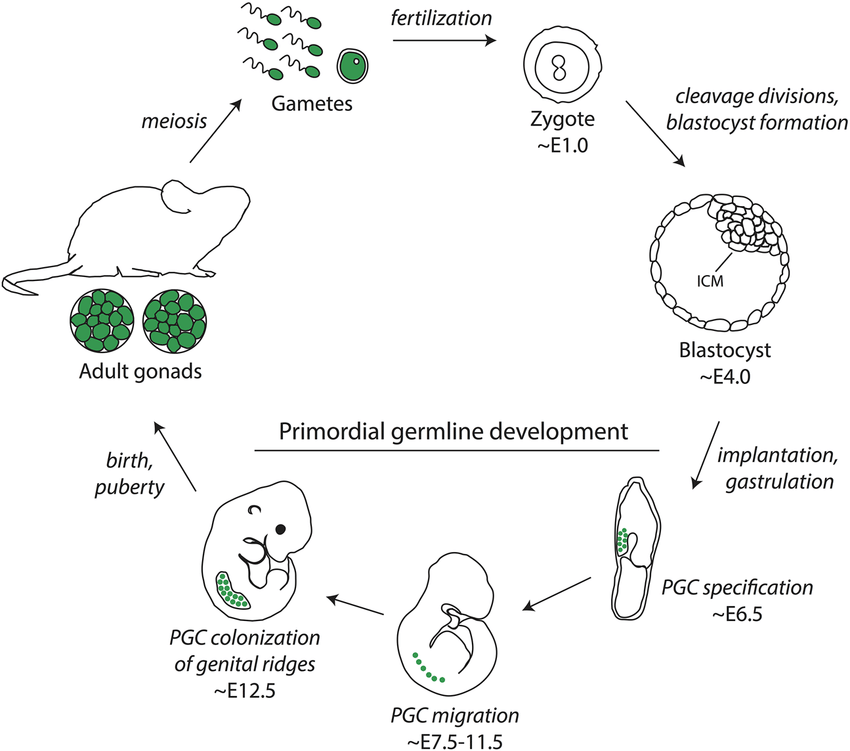 fertilization
Gametes
meiosis
Zygote
~E1.0
cleavage divisions,
blastocyst formation
ICM
Blastocyst
~E4.0
Adult gonads
Primordial germline development
implantation,
gastrulation
birth,
puberty
PGC specification
~E6.5
PGC colonization
of genital ridges
~E12.5
PGC migration
~E7.5-11.5